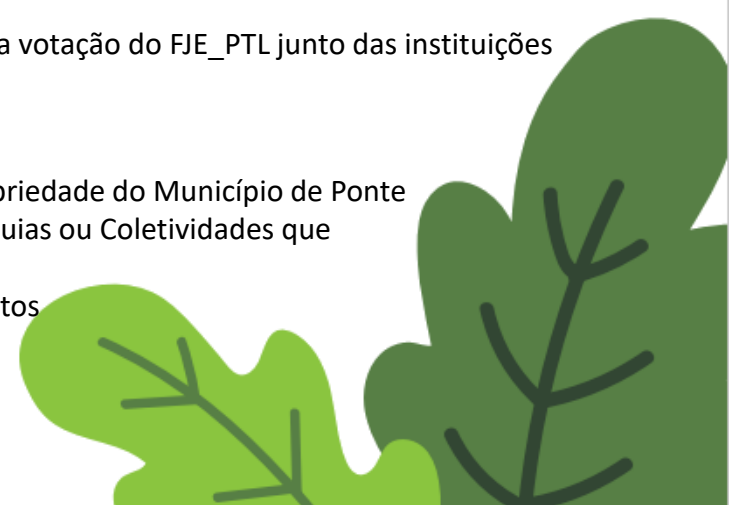 a votação do FJE_PTL junto das instituições
priedade do Município de Ponte
uias ou Coletividades que
tos